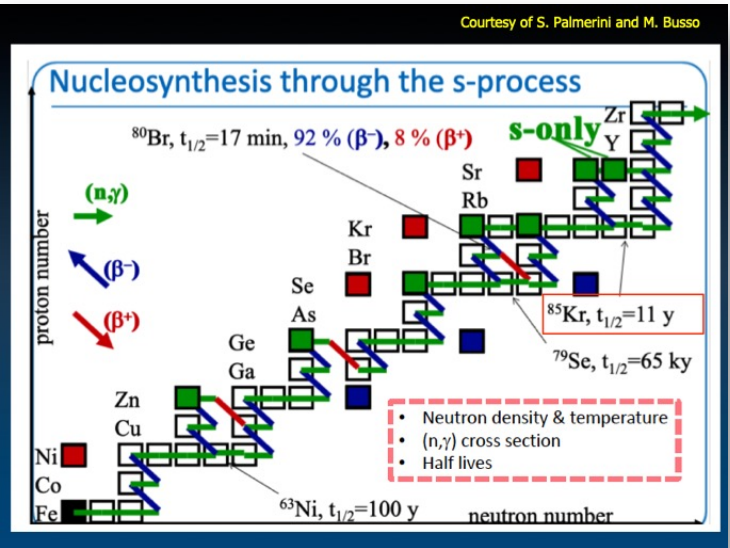 Courtesy of S. Palmerini and M. Busso
Nucleosynthesis through the s-process
⁸⁰Br, t₁/₂=17 min, 92 % (β⁻), 8 % (β⁺)
s-only
Zr
Y
Sr
Rb
(n,γ)
Kr
Br
(β⁻)
Se
As
(β⁺)
proton number
⁸⁵Kr, t₁/₂=11 y
Ge
Ga
⁷⁹Se, t₁/₂=65 ky
Zn
Cu
• Neutron density & temperature
• (n,γ) cross section
• Half lives
Ni
Co
Fe
⁶³Ni, t₁/₂=100 y
neutron number